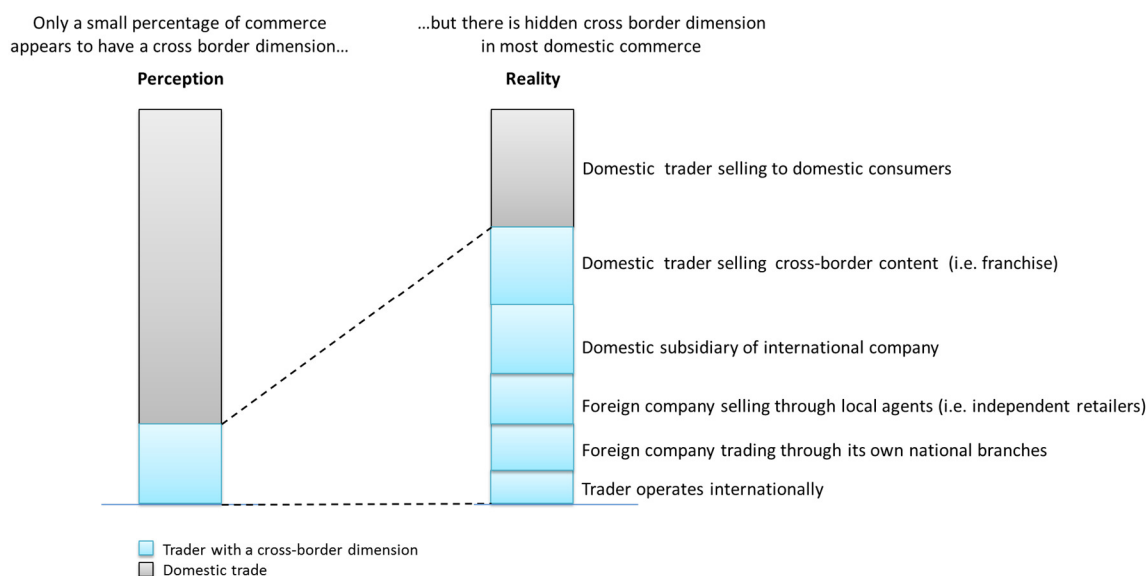 Only a small percentage of commerce
appears to have a cross border dimension…
…but there is hidden cross border dimension
in most domestic commerce
Perception
Reality
Domestic trader selling to domestic consumers
Domestic trader selling cross-border content (i.e. franchise)
Domestic subsidiary of international company
Foreign company selling through local agents (i.e. independent retailers)
Foreign company trading through its own national branches
Trader operates internationally
Trader with a cross-border dimension
Domestic trade